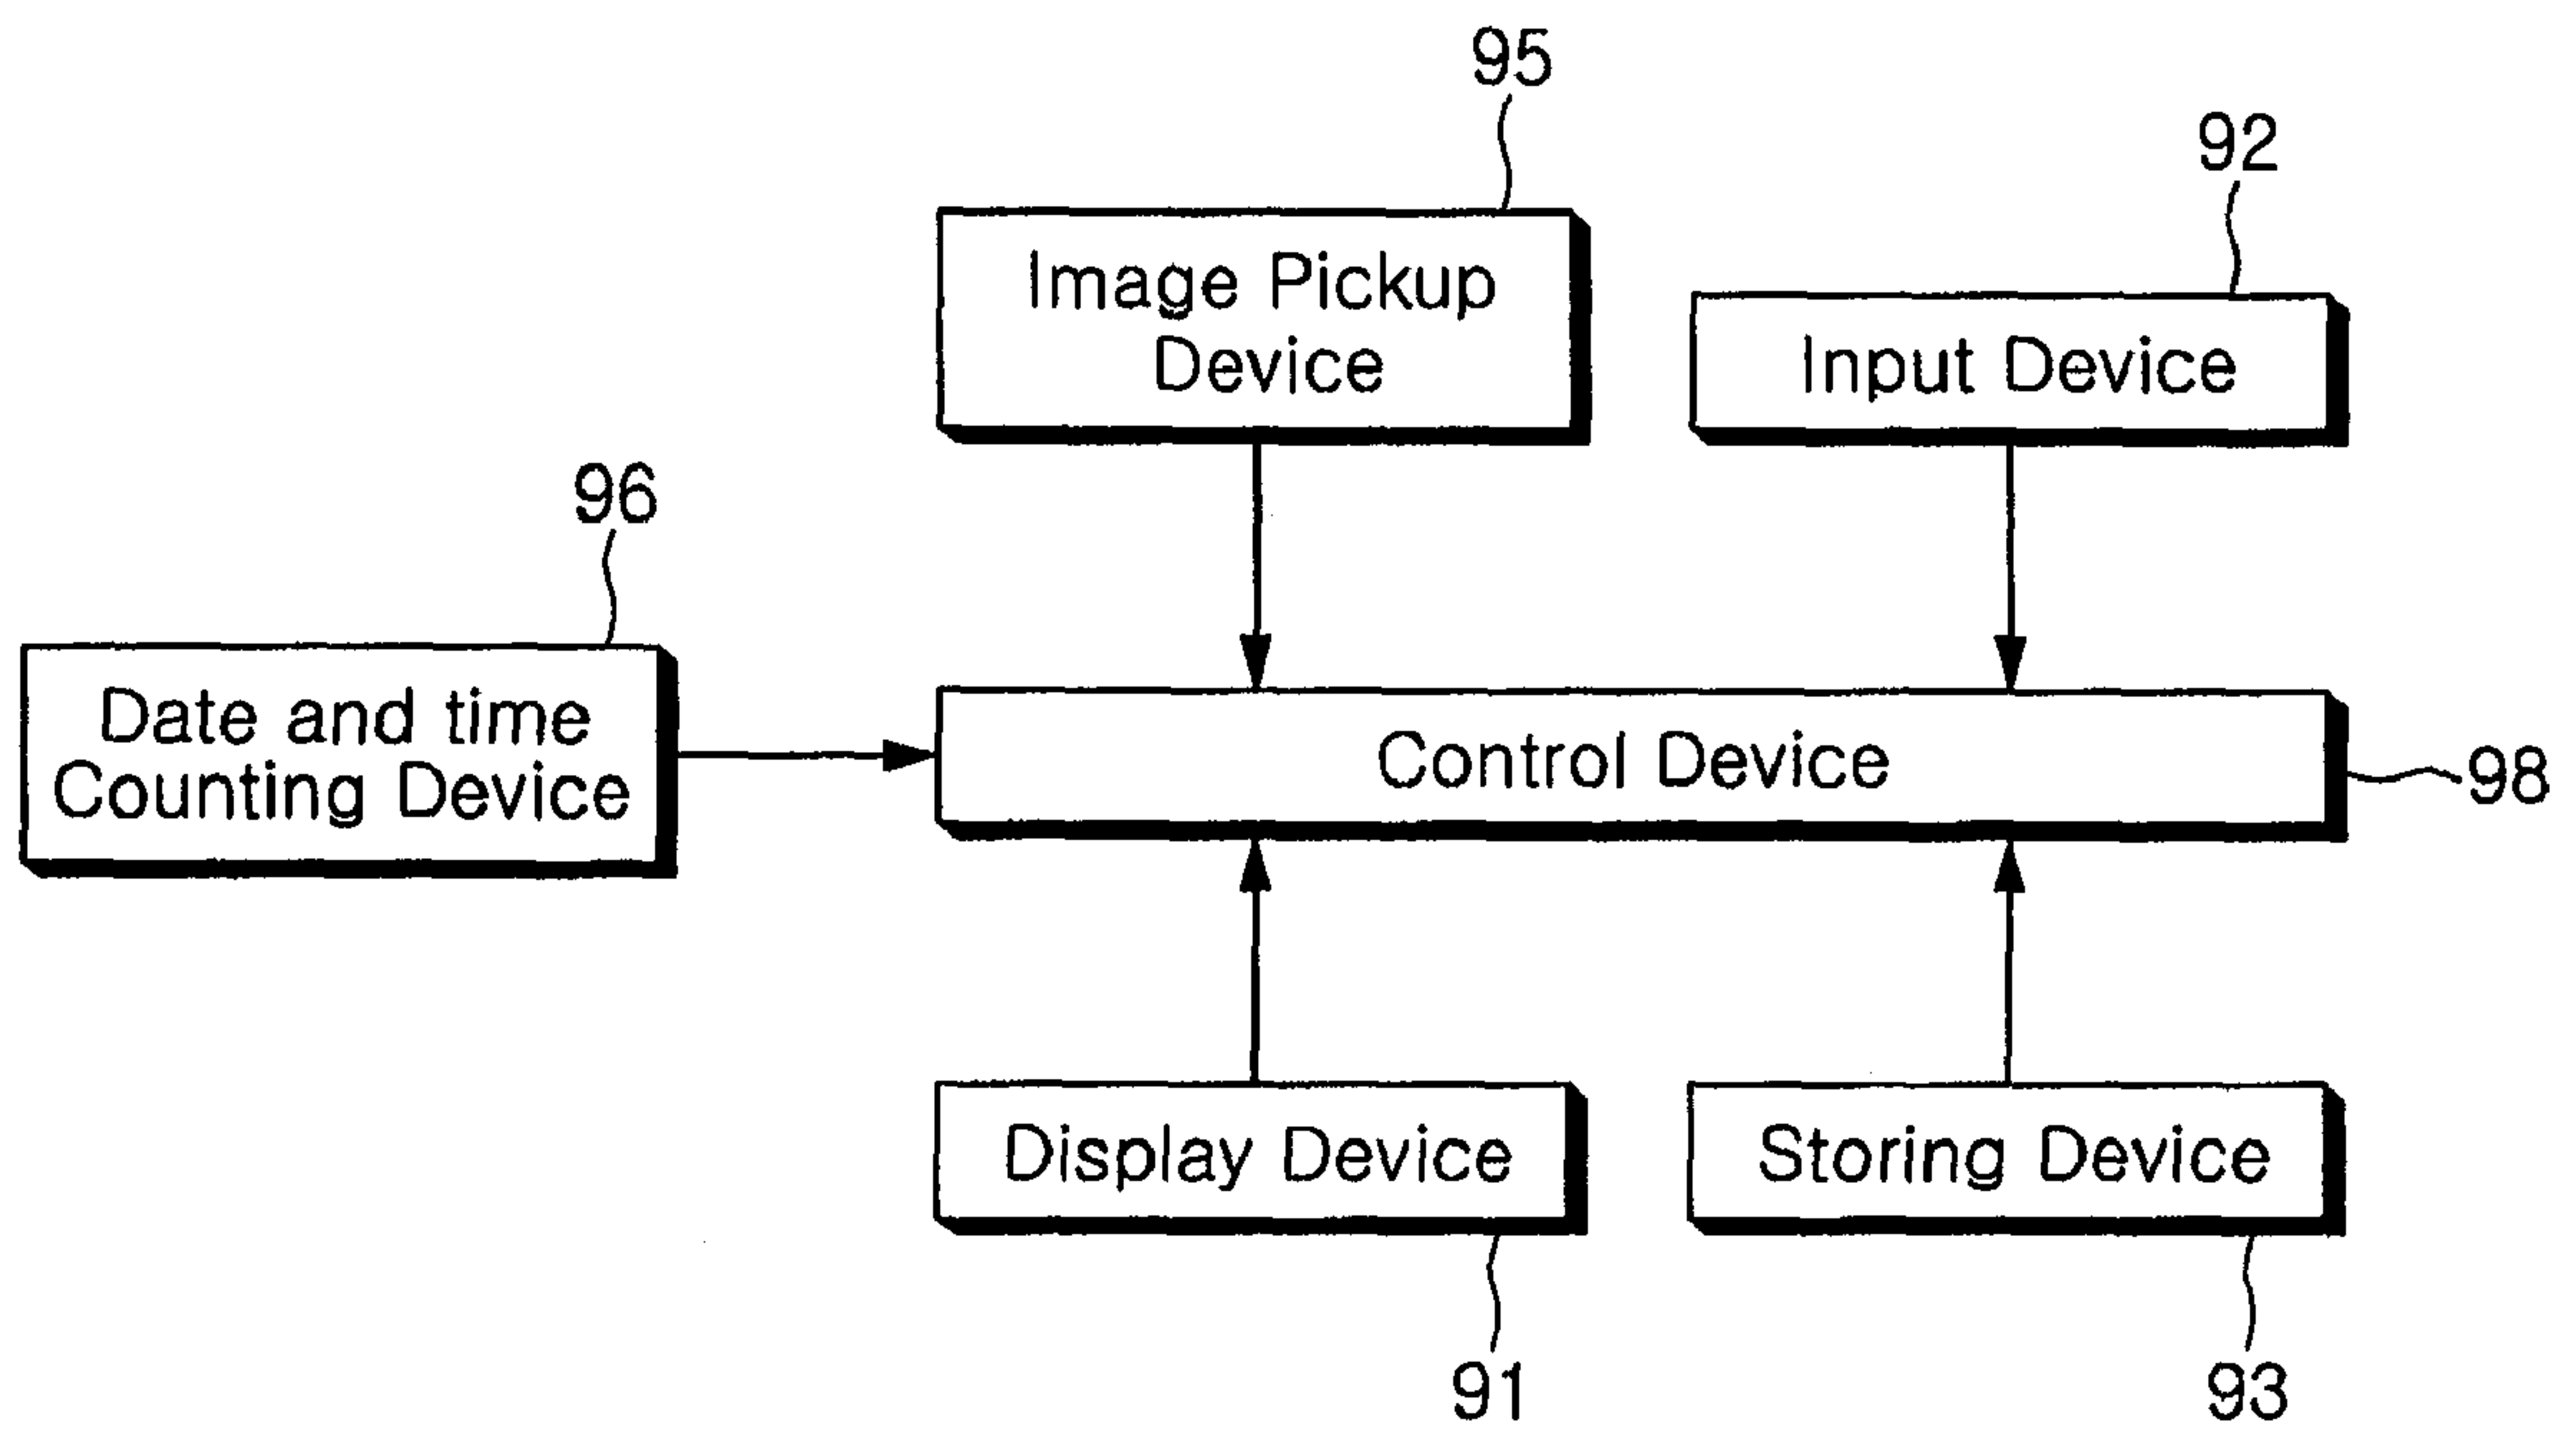 95
92
Image Pickup
Device
Input Device
96
Date and time
Counting Device
Control Device
98
Display Device
Storing Device
91
93